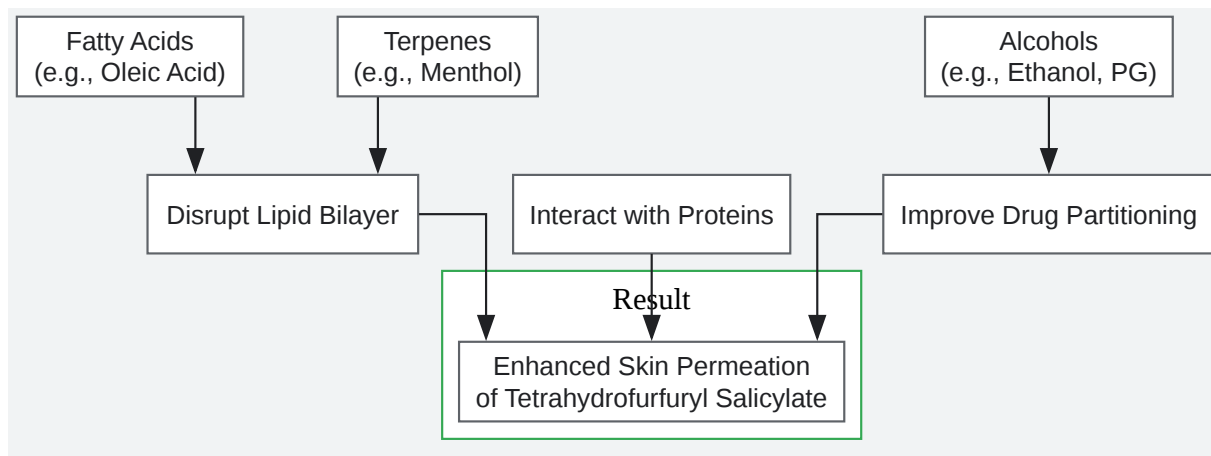 Fatty Acids
(e.g., Oleic Acid)
Terpenes
(e.g., Menthol)
Alcohols
(e.g., Ethanol, PG)
Disrupt Lipid Bilayer
Interact with Proteins
Improve Drug Partitioning
Result
Enhanced Skin Permeation
of Tetrahydrofurfuryl Salicylate